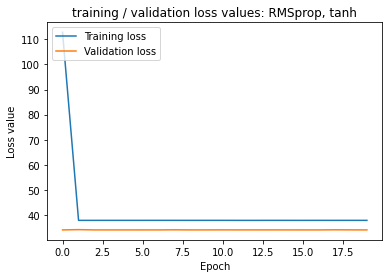 training / validation loss values: RMSprop, tanh
Training loss
Validation loss
110
100
90
80
70
60
50
40
Loss value
0.0 2.5 5.0 7.5 10.0 12.5 15.0 17.5
Epoch